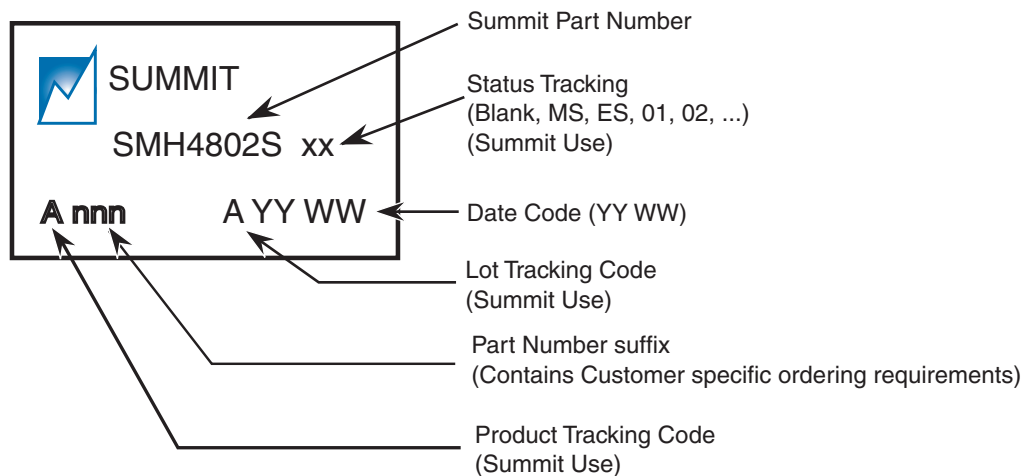 Summit Part Number
SUMMIT
Status Tracking
(Blank, MS, ES, 01, 02, ...)
(Summit Use)
SMH4802S xx
A nnn
A YY WW
Date Code (YY WW)
Lot Tracking Code
(Summit Use)
Part Number suffix
(Contains Customer specific ordering requirements)
Product Tracking Code
(Summit Use)